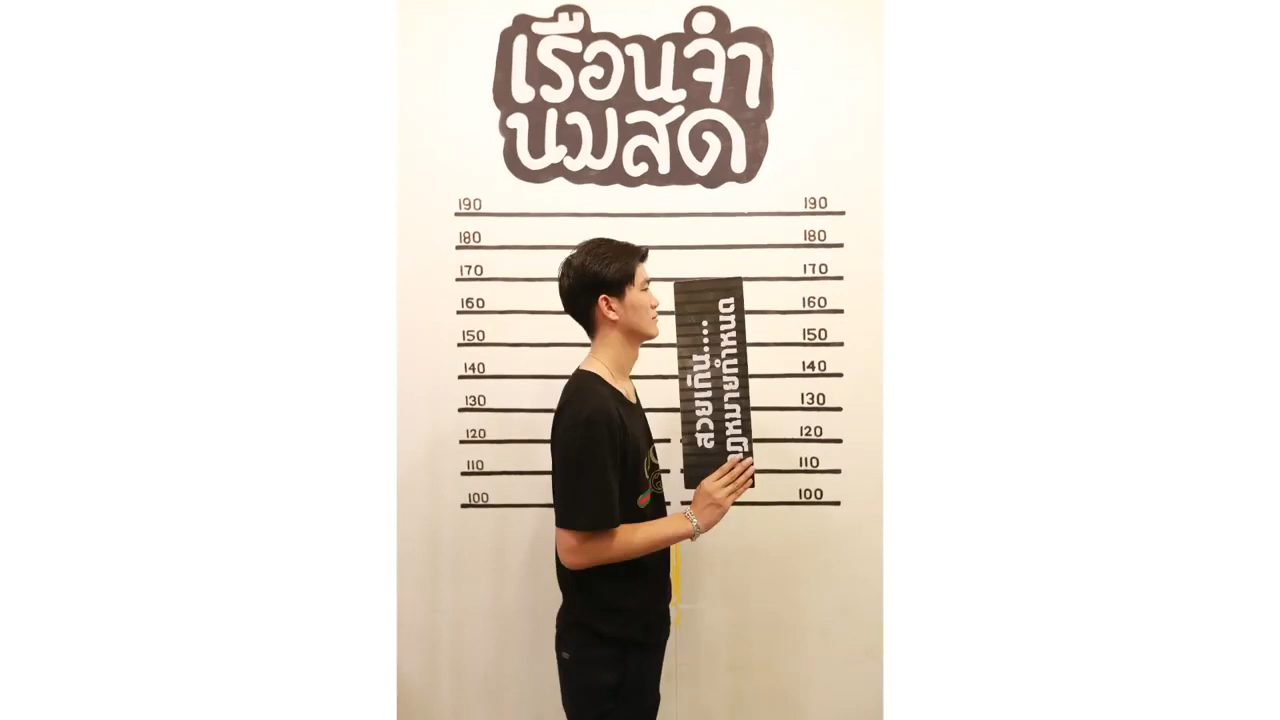 เรือนจำ
นมสด
190 190
180 180
170 170
160 160
150 150
140 140
130 130
120 120
110 110
100 100
สวยเกิน....
กฎหมายกำหนด